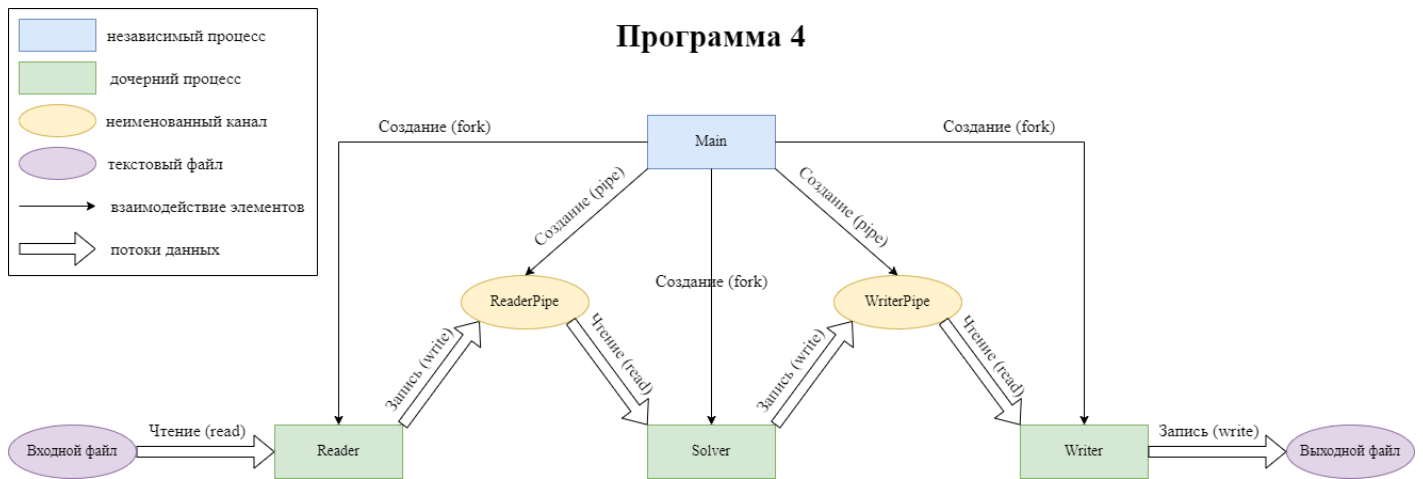 Программа 4
независимый процесс
дочерний процесс
неименованный канал
текстовый файл
взаимодействие элементов
потоки данных
Создание (fork)
Main
Создание (fork)
Создание (pipe)
Создание (pipe)
Создание (fork)
ReaderPipe
WriterPipe
Запись (write)
Чтение (read)
Запись (write)
Чтение (read)
Входной файл
Чтение (read)
Reader
Solver
Writer
Запись (write)
Выходной файл